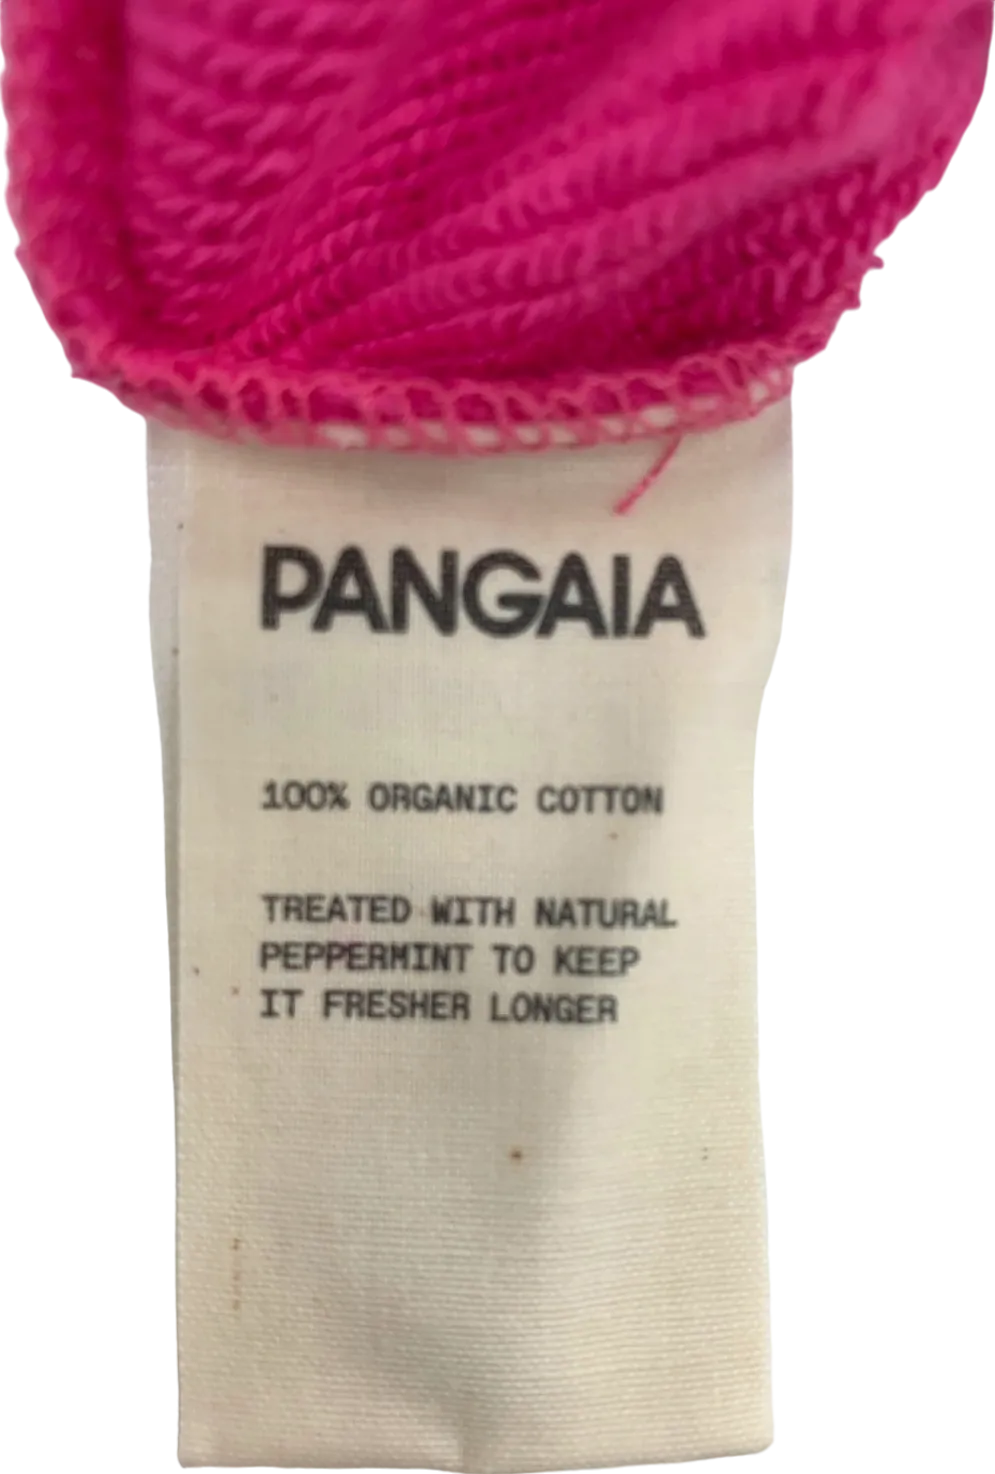 PANGAIA
100% ORGANIC COTTON
TREATED WITH NATURAL
PEPPERMINT TO KEEP
IT FRESHER LONGER